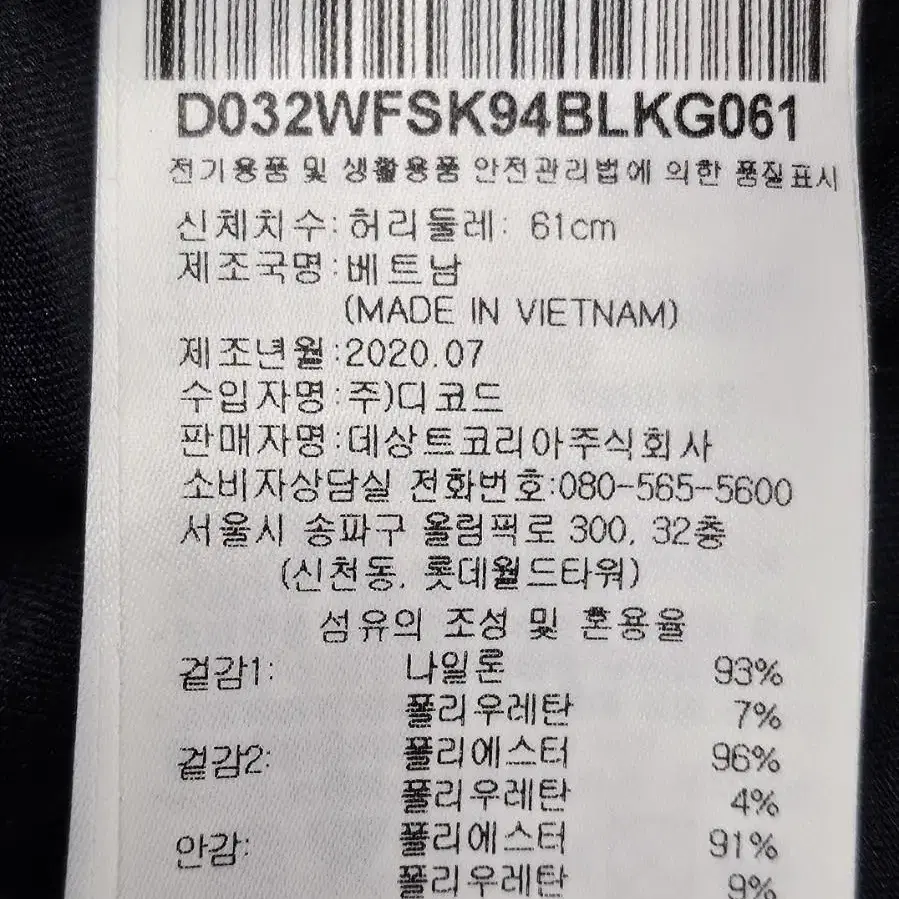 D032WFSK94BLKG061
전기용품 및 생활용품 안전관리법에 의한 품질표시
신체치수:허리둘레: 61cm
제조국명:베트남
(MADE IN VIETNAM)
제조년월:2020.07
수입자명:주)디코드
판매자명:데상트코리아주식회사
소비자상담실 전화번호:080-565-5600
서울시 송파구 올림픽로 300, 32층
(신천동, 롯데월드타워)
섬유의 조성 및 혼용율
겉감1: 나일론 93%
폴리우레탄 7%
겉감2: 폴리에스터 96%
폴리우레탄 4%
안감: 폴리에스터 91%
폴리우레탄 9%